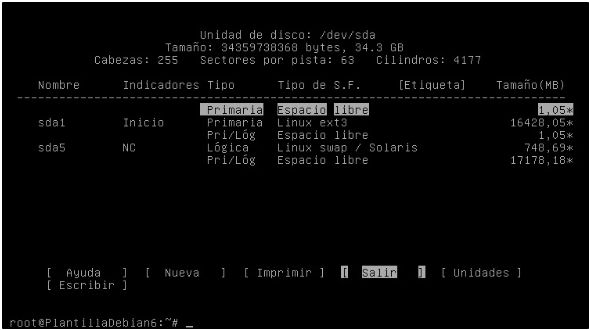 Unidad de disco: /dev/sda
Tamaño: 34359738368 bytes, 34.3 GB
Cabezas: 255 Sectores por pista: 63 Cilindros: 4177
Nombre Indicadores Tipo Tipo de S.F. [Etiqueta] Tamaño(MB)
Primaria Espacio libre 1,05*
sda1 Inicio Primaria Linux ext3 16428,05*
Pri/Lóg Espacio libre 1,05*
sda5 NC Lógica Linux swap / Solaris 748,69*
Pri/Lóg Espacio libre 17178,18*
[ Ayuda ] [ Nueva ] [ Imprimir ] [ Salir ] [ Unidades ]
[ Escribir ]
root@PlantillaDebian6:~# _